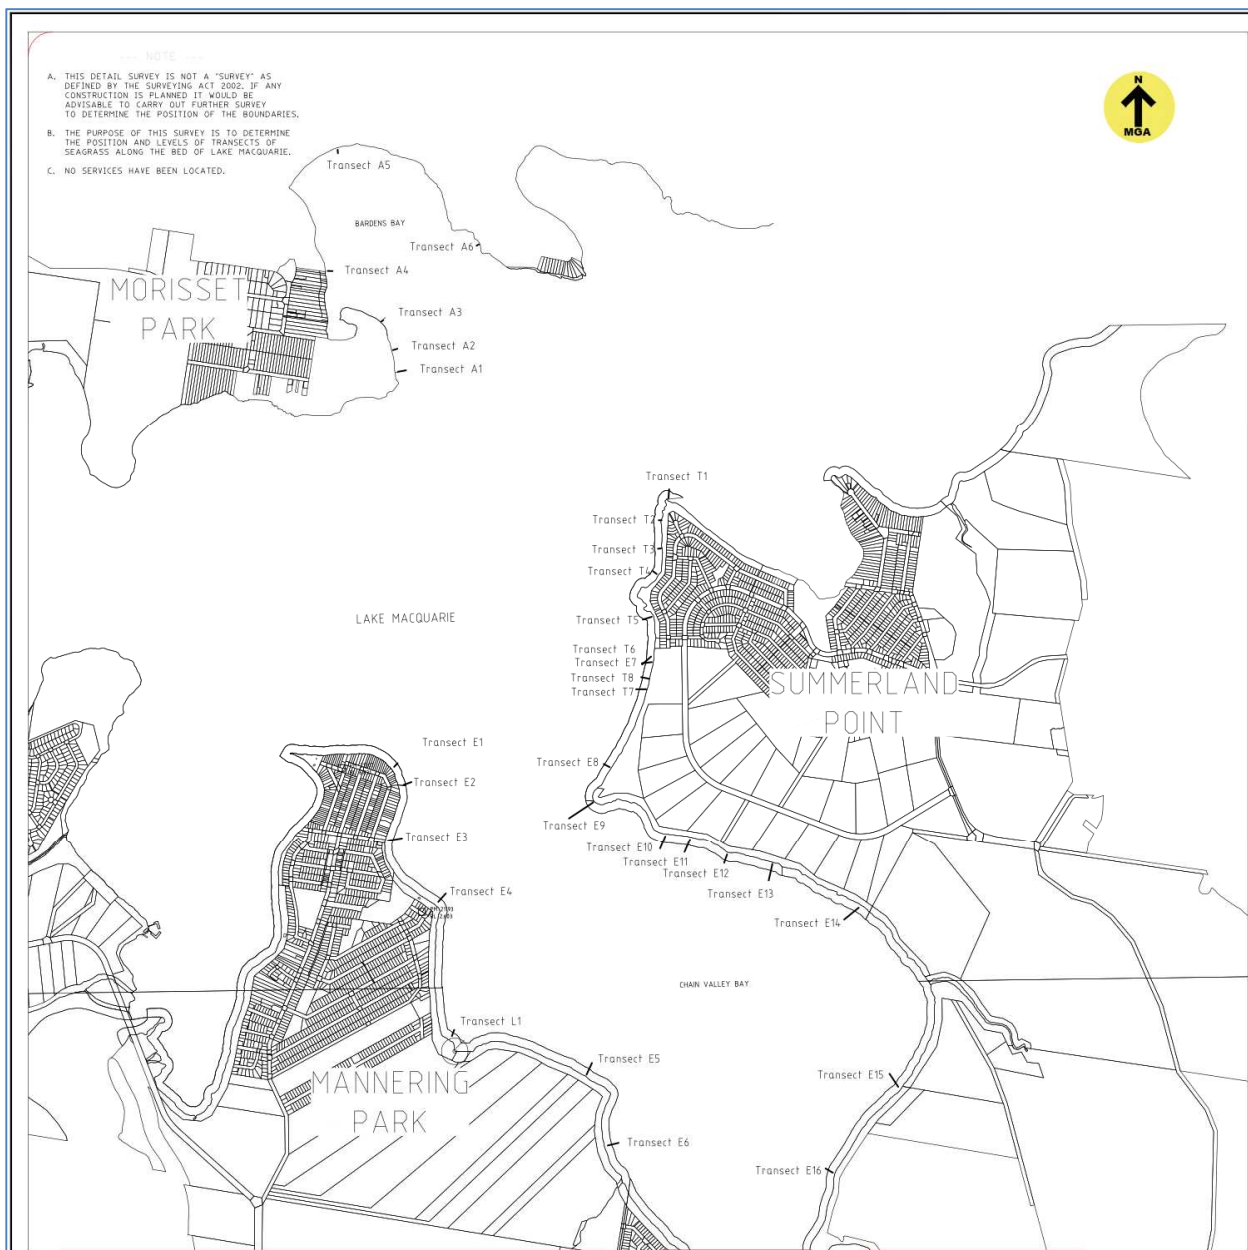 --- NOTE ---
A. THIS DETAIL SURVEY IS NOT A "SURVEY" AS
DEFINED BY THE SURVEYING ACT 2002. IF ANY
CONSTRUCTION IS PLANNED IT WOULD BE
ADVISABLE TO CARRY OUT FURTHER SURVEY
TO DETERMINE THE POSITION OF THE BOUNDARIES.
B. THE PURPOSE OF THIS SURVEY IS TO DETERMINE
THE POSITION AND LEVELS OF TRANSECTS OF
SEAGRASS ALONG THE BED OF LAKE MACQUARIE.
C. NO SERVICES HAVE BEEN LOCATED.
N
MGA
Transect A5
BARDENS BAY
Transect A6
Transect A4
MORISSET
PARK
Transect A3
Transect A2
Transect A1
Transect T1
Transect T2
Transect T3
Transect T4
LAKE MACQUARIE
Transect T5
Transect T6
Transect E7
Transect T8
Transect T7
SUMMERLAND
POINT
Transect E1
Transect E2
Transect E8
Transect E9
Transect E3
Transect E10
Transect E11
Transect E12
Transect E13
Transect E4
Transect E14
CHAIN VALLEY BAY
Transect L1
Transect E5
Transect E15
MANNERING
PARK
Transect E6
Transect E16